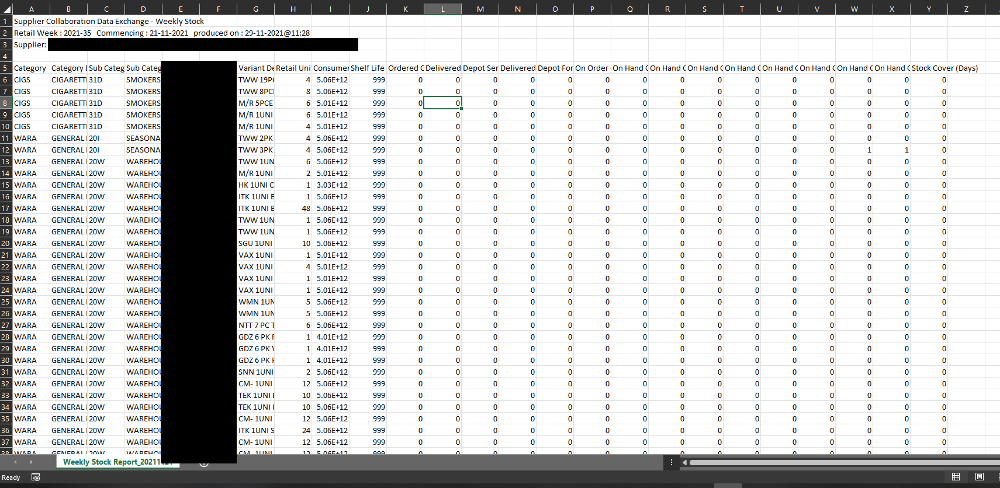 A B C D E F G H I J K L M N O P Q R S T U V W X Y Z
1 Supplier Collaboration Data Exchange - Weekly Stock
2 Retail Week : 2021-35 Commencing : 21-11-2021 produced on : 29-11-2021@11:28
3 Supplier:
4
5 Category Category Sub Categ Sub Categ Variant De Retail Uni Consumer Shelf Life Ordered Delivered Depot Ser Delivered Depot For On Order On Hand On Hand On Hand On Hand On Hand On Hand On Hand On Hand Stock Cover (Days)
6 CIGS CIGARETT 31D SMOKERS TWW 19P 4 5.06E+12 999 0 0 0 0 0 0 0 0 0 0 0 0 0 0 0
7 CIGS CIGARETT 31D SMOKERS TWW 8PC 8 5.06E+12 999 0 0 0 0 0 0 0 0 0 0 0 0 0 0 0
8 CIGS CIGARETT 31D SMOKERS M/R 5PCE 6 5.01E+12 999 0 0 0 0 0 0 0 0 0 0 0 0 0 0 0
9 CIGS CIGARETT 31D SMOKERS M/R 1UNI 6 5.01E+12 999 0 0 0 0 0 0 0 0 0 0 0 0 0 0 0
10 CIGS CIGARETT 31D SMOKERS M/R 1UNI 4 5.01E+12 999 0 0 0 0 0 0 0 0 0 0 0 0 0 0 0
11 WARA GENERAL 20I SEASONA TWW 2PK 4 5.06E+12 999 0 0 0 0 0 0 0 0 0 0 0 0 0 0 0
12 WARA GENERAL 20I SEASONA TWW 3PK 4 5.06E+12 999 0 0 0 0 0 0 0 0 0 0 0 0 1 1 0
13 WARA GENERAL 20W WAREHOU TWW 1UN 6 5.06E+12 999 0 0 0 0 0 0 0 0 0 0 0 0 0 0 0
14 WARA GENERAL 20W WAREHOU M/R 1UNI 2 5.01E+12 999 0 0 0 0 0 0 0 0 0 0 0 0 0 0 0
15 WARA GENERAL 20W WAREHOU HK 1UNI C 1 3.03E+12 999 0 0 0 0 0 0 0 0 0 0 0 0 0 0 0
16 WARA GENERAL 20W WAREHOU ITK 1UNI B 1 5.06E+12 999 0 0 0 0 0 0 0 0 0 0 0 0 0 0 0
17 WARA GENERAL 20W WAREHOU ITK 1UNI B 48 5.06E+12 999 0 0 0 0 0 0 0 0 0 0 0 0 0 0 0
18 WARA GENERAL 20W WAREHOU TWW 1UN 1 5.06E+12 999 0 0 0 0 0 0 0 0 0 0 0 0 0 0 0
19 WARA GENERAL 20W WAREHOU TWW 1UN 1 5.06E+12 999 0 0 0 0 0 0 0 0 0 0 0 0 0 0 0
20 WARA GENERAL 20W WAREHOU SGU 1UNI 10 5.06E+12 999 0 0 0 0 0 0 0 0 0 0 0 0 0 0 0
21 WARA GENERAL 20W WAREHOU VAX 1UNI 1 5.01E+12 999 0 0 0 0 0 0 0 0 0 0 0 0 0 0 0
22 WARA GENERAL 20W WAREHOU VAX 1UNI 4 5.01E+12 999 0 0 0 0 0 0 0 0 0 0 0 0 0 0 0
23 WARA GENERAL 20W WAREHOU VAX 1UNI 1 5.01E+12 999 0 0 0 0 0 0 0 0 0 0 0 0 0 0 0
24 WARA GENERAL 20W WAREHOU VAX 1UNI 1 5.01E+12 999 0 0 0 0 0 0 0 0 0 0 0 0 0 0 0
25 WARA GENERAL 20W WAREHOU WMN 1UN 5 5.06E+12 999 0 0 0 0 0 0 0 0 0 0 0 0 0 0 0
26 WARA GENERAL 20W WAREHOU WMN 1UN 5 5.06E+12 999 0 0 0 0 0 0 0 0 0 0 0 0 0 0 0
27 WARA GENERAL 20W WAREHOU NTT 7 PC T 6 5.06E+12 999 0 0 0 0 0 0 0 0 0 0 0 0 0 0 0
28 WARA GENERAL 20W WAREHOU GDZ 6 PK 1 4.01E+12 999 0 0 0 0 0 0 0 0 0 0 0 0 0 0 0
29 WARA GENERAL 20W WAREHOU GDZ 6 PK 1 4.01E+12 999 0 0 0 0 0 0 0 0 0 0 0 0 0 0 0
30 WARA GENERAL 20W WAREHOU GDZ 6 PK 1 4.01E+12 999 0 0 0 0 0 0 0 0 0 0 0 0 0 0 0
31 WARA GENERAL 20W WAREHOU SNN 1UNI 2 5.06E+12 999 0 0 0 0 0 0 0 0 0 0 0 0 0 0 0
32 WARA GENERAL 20W WAREHOU CM- 1UNI 12 5.06E+12 999 0 0 0 0 0 0 0 0 0 0 0 0 0 0 0
33 WARA GENERAL 20W WAREHOU TEK 1UNI 10 5.06E+12 999 0 0 0 0 0 0 0 0 0 0 0 0 0 0 0
34 WARA GENERAL 20W WAREHOU TEK 1UNI 10 5.06E+12 999 0 0 0 0 0 0 0 0 0 0 0 0 0 0 0
35 WARA GENERAL 20W WAREHOU CM- 1UNI 12 5.06E+12 999 0 0 0 0 0 0 0 0 0 0 0 0 0 0 0
36 WARA GENERAL 20W WAREHOU ITK 1UNI S 24 5.06E+12 999 0 0 0 0 0 0 0 0 0 0 0 0 0 0 0
37 WARA GENERAL 20W WAREHOU CM- 1UNI 12 5.06E+12 999 0 0 0 0 0 0 0 0 0 0 0 0 0 0 0
38 WARA GENERAL 20W WAREHOU CM- 1UNI 12 5.06E+12 999 0 0 0 0 0 0 0 0 0 0 0 0 0 0 0
Weekly Stock Report_20211
Ready